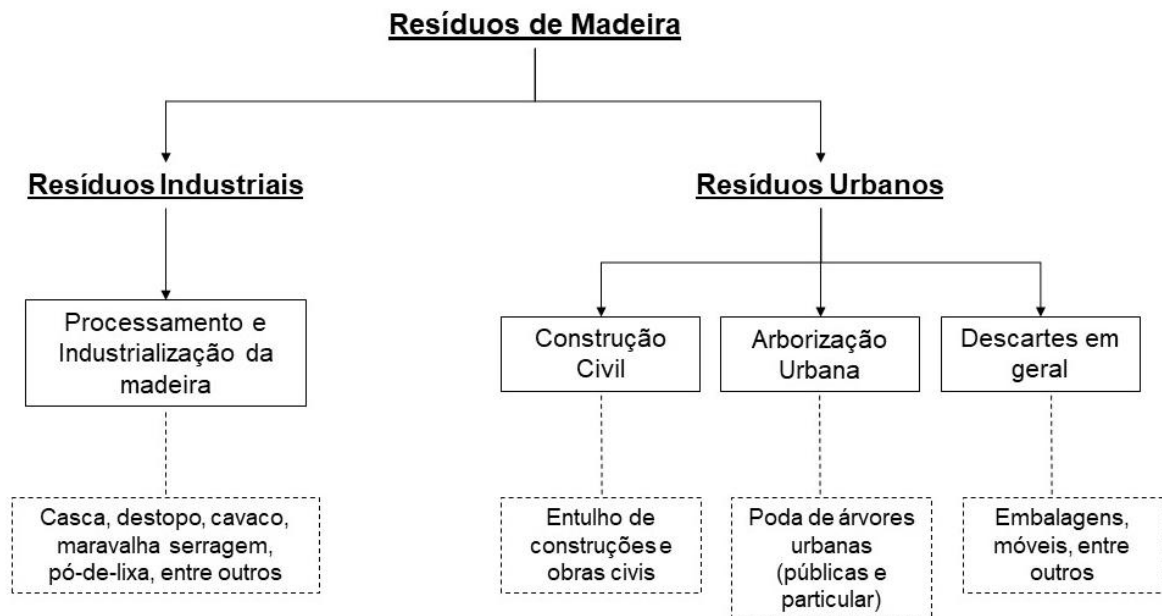 Resíduos de Madeira
Resíduos Industriais
Resíduos Urbanos
Processamento e
Industrialização da
madeira
Construção
Civil
Arborização
Urbana
Descartes em
geral
Casca, destopo, cavaco,
maravalha serragem,
pó-de-lixa, entre outros
Entulho de
construções e
obras civis
Poda de árvores
urbanas
(públicas e
particular)
Embalagens,
móveis, entre
outros